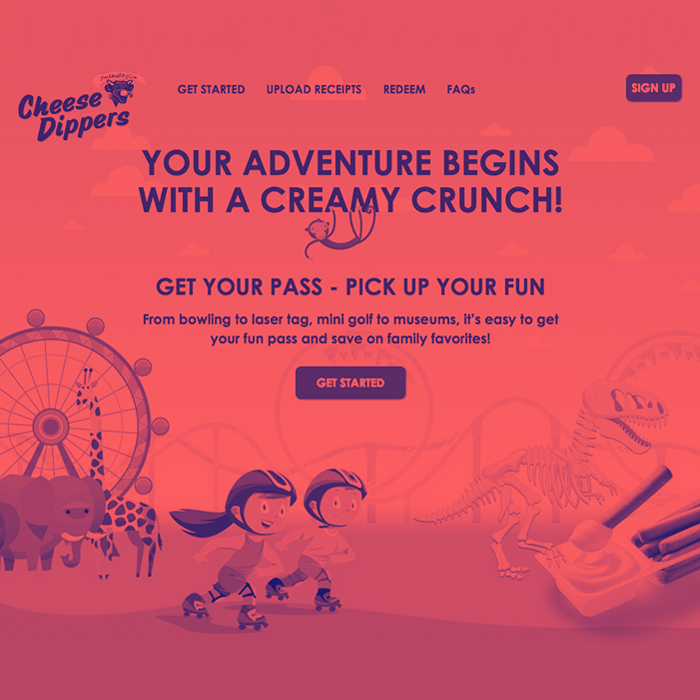 Cheese
Dippers
GET STARTED
UPLOAD RECEIPTS
REDEEM
FAQs
SIGN UP
YOUR ADVENTURE BEGINS
WITH A CREAMY CRUNCH!
GET YOUR PASS - PICK UP YOUR FUN
From bowling to laser tag, mini golf to museums, it's easy to get
your fun pass and save on family favorites!
GET STARTED